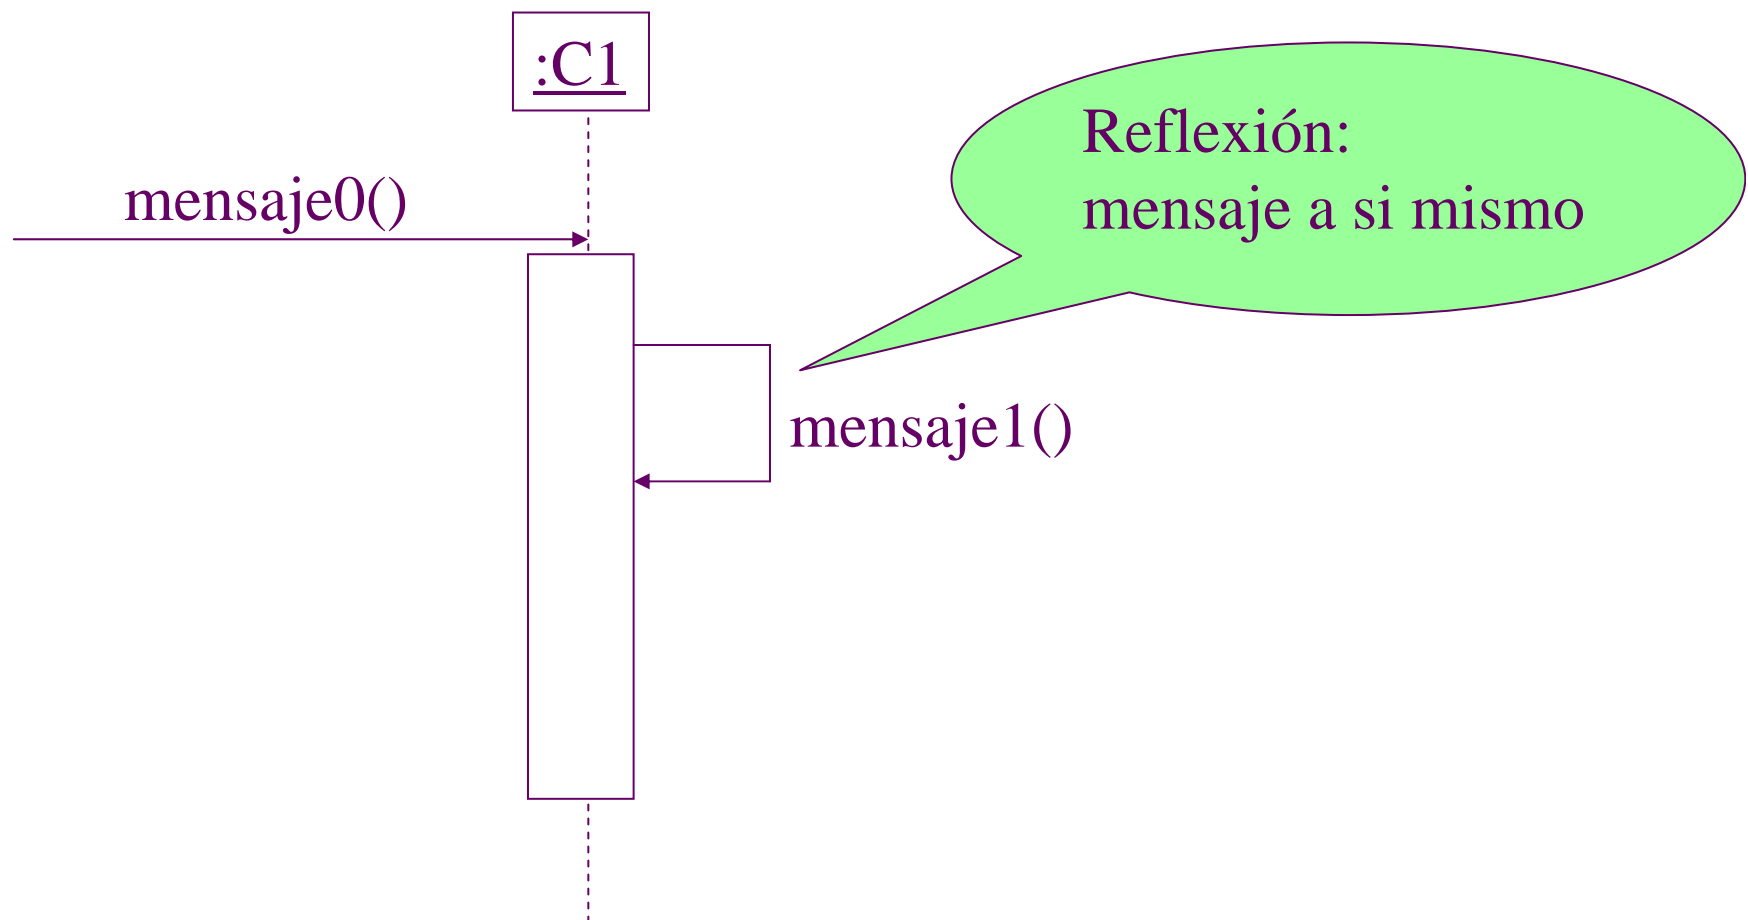 :C1
mensaje0()
Reflexión:
mensaje a si mismo
mensaje1()